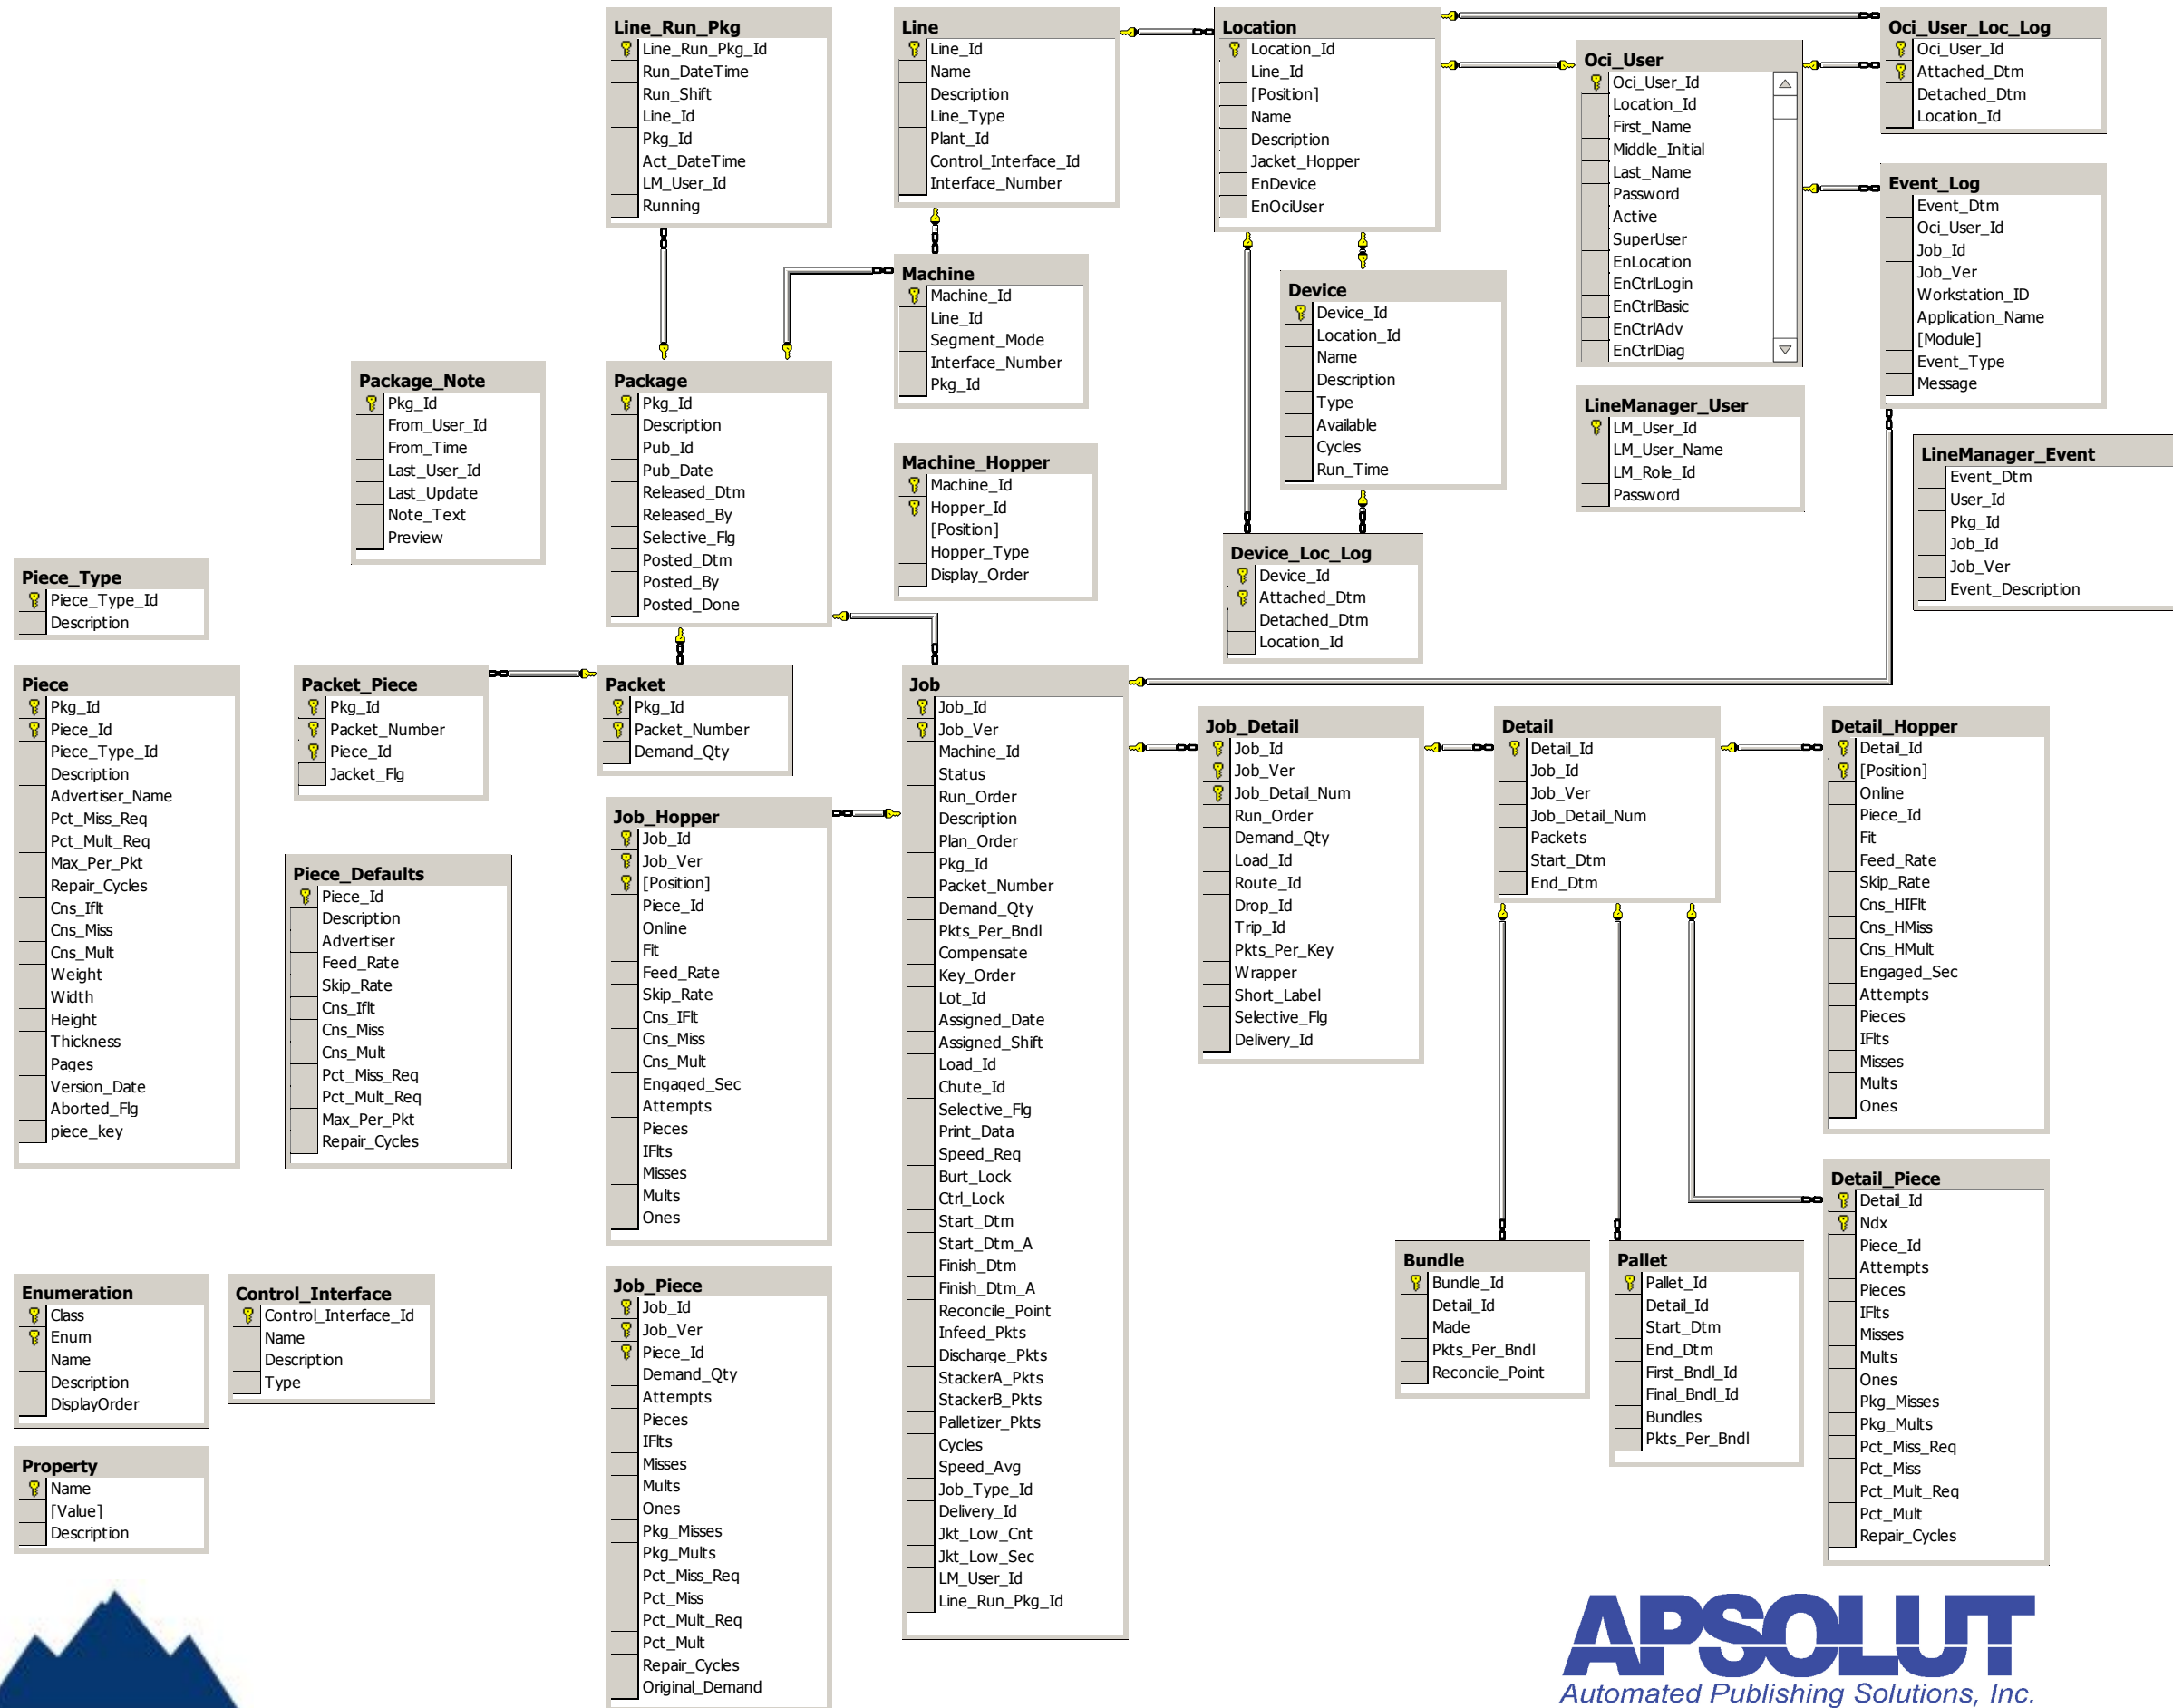 Line_Run_Pkg
Line_Run_Pkg_Id
Run_DateTime
Run_Shift
Line_Id
Pkg_Id
Act_DateTime
LM_User_Id
Running
Line
Line_Id
Name
Description
Line_Type
Plant_Id
Control_Interface_Id
Interface_Number
Location
Location_Id
Line_Id
[Position]
Name
Description
Jacket_Hopper
EnDevice
EnOciUser
Oci_User
Oci_User_Id
Location_Id
First_Name
Middle_Initial
Last_Name
Password
Active
SuperUser
EnLocation
EnCtrlLogin
EnCtrlBasic
EnCtrlAdv
EnCtrlDiag
Oci_User_Loc_Log
Oci_User_Id
Attached_Dtm
Detached_Dtm
Location_Id
Event_Log
Event_Dtm
Oci_User_Id
Job_Id
Job_Ver
Workstation_ID
Application_Name
[Module]
Event_Type
Message
Machine
Machine_Id
Line_Id
Segment_Mode
Interface_Number
Pkg_Id
Device
Device_Id
Location_Id
Name
Description
Type
Available
Cycles
Run_Time
Package_Note
Pkg_Id
From_User_Id
From_Time
Last_User_Id
Last_Update
Note_Text
Preview
Package
Pkg_Id
Description
Pub_Id
Pub_Date
Released_Dtm
Released_By
Selective_Flg
Posted_Dtm
Posted_By
Posted_Done
Machine_Hopper
Machine_Id
Hopper_Id
[Position]
Hopper_Type
Display_Order
LineManager_User
LM_User_Id
LM_User_Name
LM_Role_Id
Password
LineManager_Event
Event_Dtm
User_Id
Pkg_Id
Job_Id
Job_Ver
Event_Description
Device_Loc_Log
Device_Id
Attached_Dtm
Detached_Dtm
Location_Id
Piece_Type
Piece_Type_Id
Description
Piece
Pkg_Id
Piece_Id
Piece_Type_Id
Description
Advertiser_Name
Pct_Miss_Req
Pct_Mult_Req
Max_Per_Pkt
Repair_Cycles
Cns_Iflt
Cns_Miss
Cns_Mult
Weight
Width
Height
Thickness
Pages
Version_Date
Aborted_Flg
piece_key
Packet_Piece
Pkg_Id
Packet_Number
Piece_Id
Jacket_Flg
Packet
Pkg_Id
Packet_Number
Demand_Qty
Piece_Defaults
Piece_Id
Description
Advertiser
Feed_Rate
Skip_Rate
Cns_Iflt
Cns_Miss
Cns_Mult
Pct_Miss_Req
Pct_Mult_Req
Max_Per_Pkt
Repair_Cycles
Job_Hopper
Job_Id
Job_Ver
[Position]
Piece_Id
Online
Fit
Feed_Rate
Skip_Rate
Cns_IFlt
Cns_Miss
Cns_Mult
Engaged_Sec
Attempts
Pieces
IFlts
Misses
Mults
Ones
Job
Job_Id
Job_Ver
Machine_Id
Status
Run_Order
Description
Plan_Order
Pkg_Id
Packet_Number
Demand_Qty
Pkts_Per_Bndl
Compensate
Key_Order
Lot_Id
Assigned_Date
Assigned_Shift
Load_Id
Chute_Id
Selective_Flg
Print_Data
Speed_Req
Burt_Lock
Ctrl_Lock
Start_Dtm
Start_Dtm_A
Finish_Dtm
Finish_Dtm_A
Reconcile_Point
Infeed_Pkts
Discharge_Pkts
StackerA_Pkts
StackerB_Pkts
Palletizer_Pkts
Cycles
Speed_Avg
Job_Type_Id
Delivery_Id
Jkt_Low_Cnt
Jkt_Low_Sec
LM_User_Id
Line_Run_Pkg_Id
Job_Detail
Job_Id
Job_Ver
Job_Detail_Num
Run_Order
Demand_Qty
Load_Id
Route_Id
Drop_Id
Trip_Id
Pkts_Per_Key
Wrapper
Short_Label
Selective_Flg
Delivery_Id
Detail
Detail_Id
Job_Id
Job_Ver
Job_Detail_Num
Packets
Start_Dtm
End_Dtm
Detail_Hopper
Detail_Id
[Position]
Online
Piece_Id
Fit
Feed_Rate
Skip_Rate
Cns_HIFlt
Cns_HMiss
Cns_HMult
Engaged_Sec
Attempts
Pieces
IFlts
Misses
Mults
Ones
Detail_Piece
Detail_Id
Ndx
Piece_Id
Attempts
Pieces
IFlts
Misses
Mults
Ones
Pkg_Misses
Pkg_Mults
Pct_Miss_Req
Pct_Miss
Pct_Mult_Req
Pct_Mult
Repair_Cycles
Bundle
Bundle_Id
Detail_Id
Made
Pkts_Per_Bndl
Reconcile_Point
Pallet
Pallet_Id
Detail_Id
Start_Dtm
End_Dtm
First_Bndl_Id
Final_Bndl_Id
Bundles
Pkts_Per_Bndl
Enumeration
Class
Enum
Name
Description
DisplayOrder
Control_Interface
Control_Interface_Id
Name
Description
Type
Property
Name
[Value]
Description
Job_Piece
Job_Id
Job_Ver
Piece_Id
Demand_Qty
Attempts
Pieces
IFlts
Misses
Mults
Ones
Pkg_Misses
Pkg_Mults
Pct_Miss_Req
Pct_Miss
Pct_Mult_Req
Pct_Mult
Repair_Cycles
Original_Demand
APSOLUT
Automated Publishing Solutions, Inc.